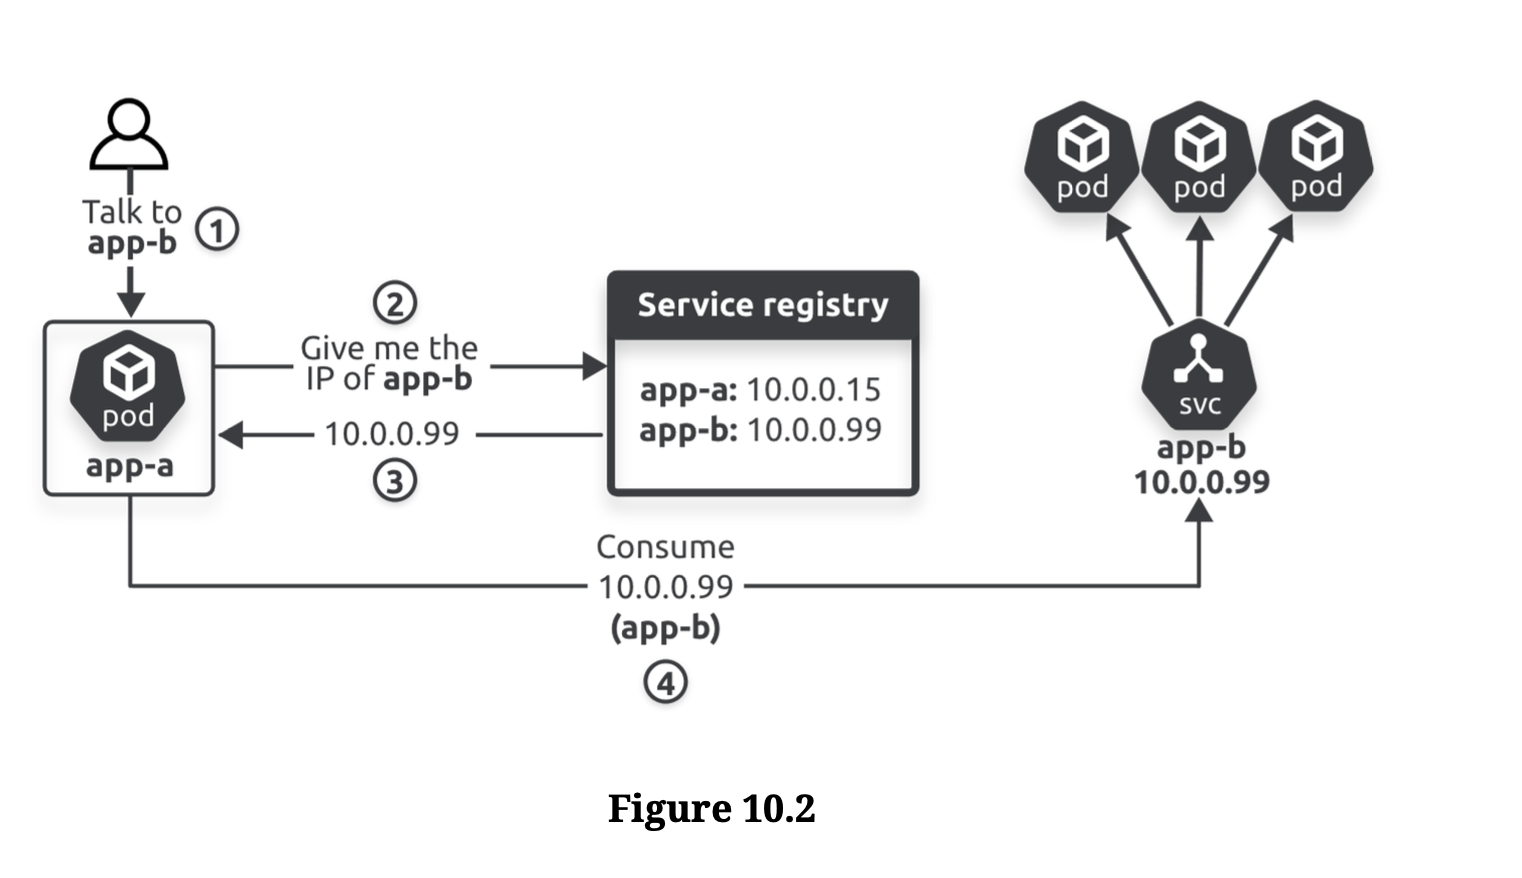 Talk to
app-b
1
pod
app-a
2
Give me the
IP of app-b
10.0.0.99
3
Service registry
app-a: 10.0.0.15
app-b: 10.0.0.99
pod
pod
pod
svc
app-b
10.0.0.99
Consume
10.0.0.99
(app-b)
4
Figure 10.2